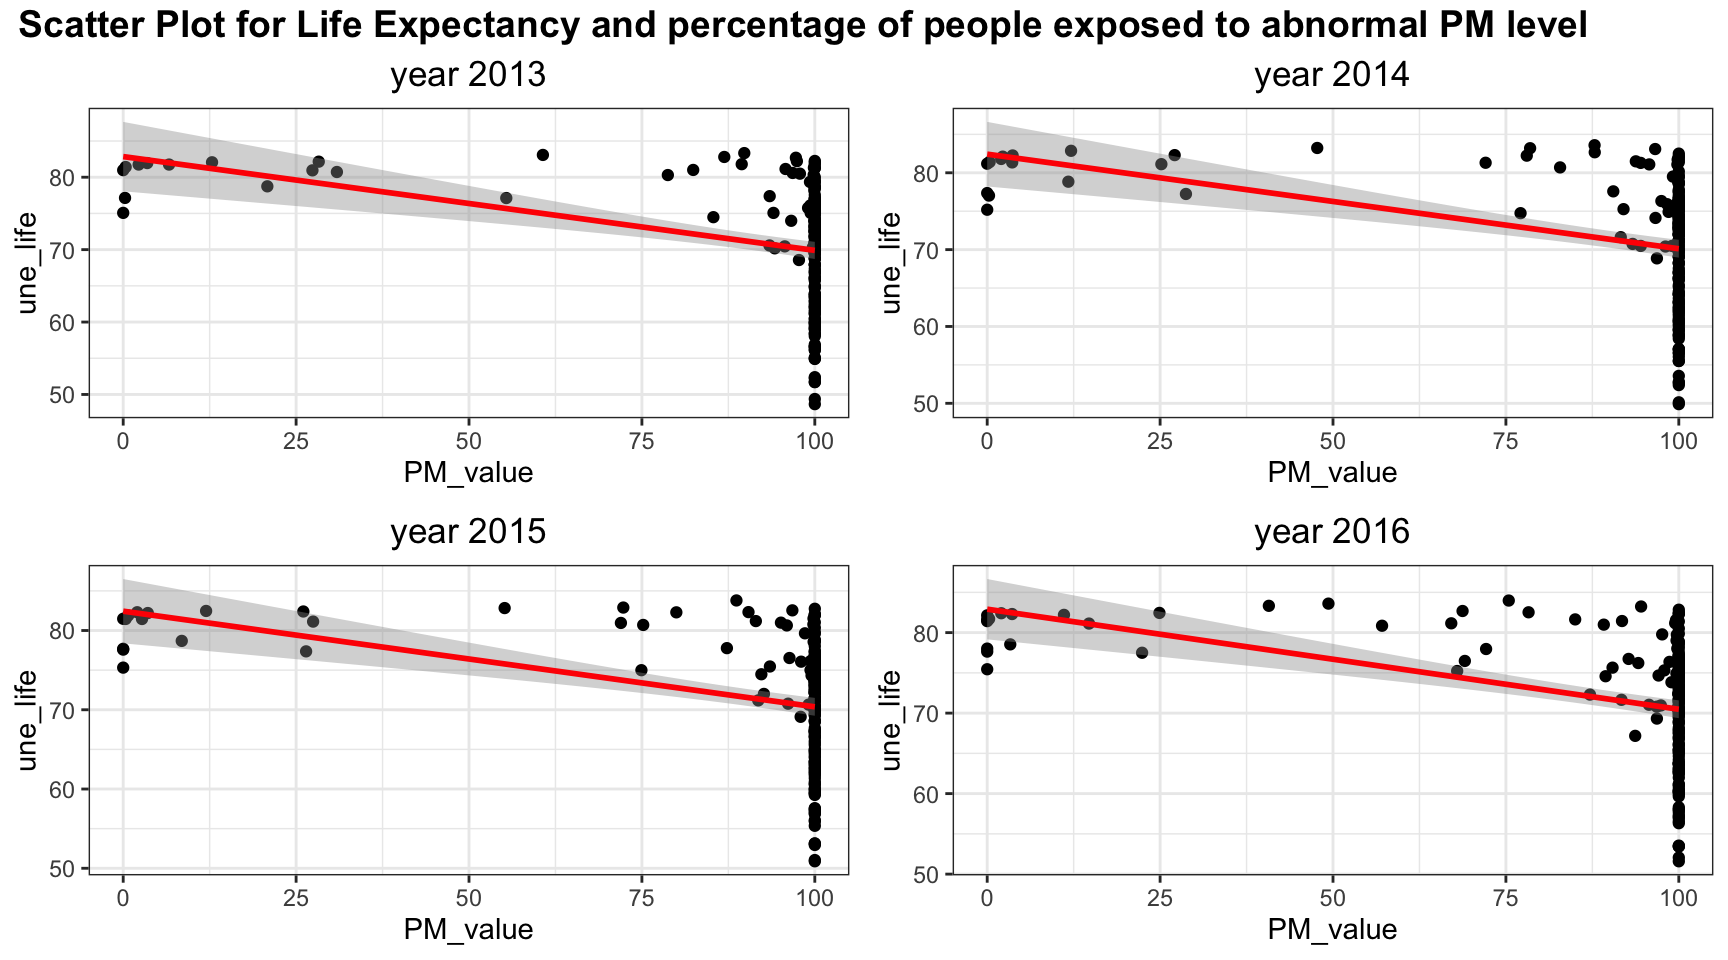 Scatter Plot for Life Expectancy and percentage of people exposed to abnormal PM level
year 2013
une_life
80
70
60
50
0 25 50 75 100
PM_value
year 2014
une_life
80
70
60
50
0 25 50 75 100
PM_value
year 2015
une_life
80
70
60
50
0 25 50 75 100
PM_value
year 2016
une_life
80
70
60
50
0 25 50 75 100
PM_value